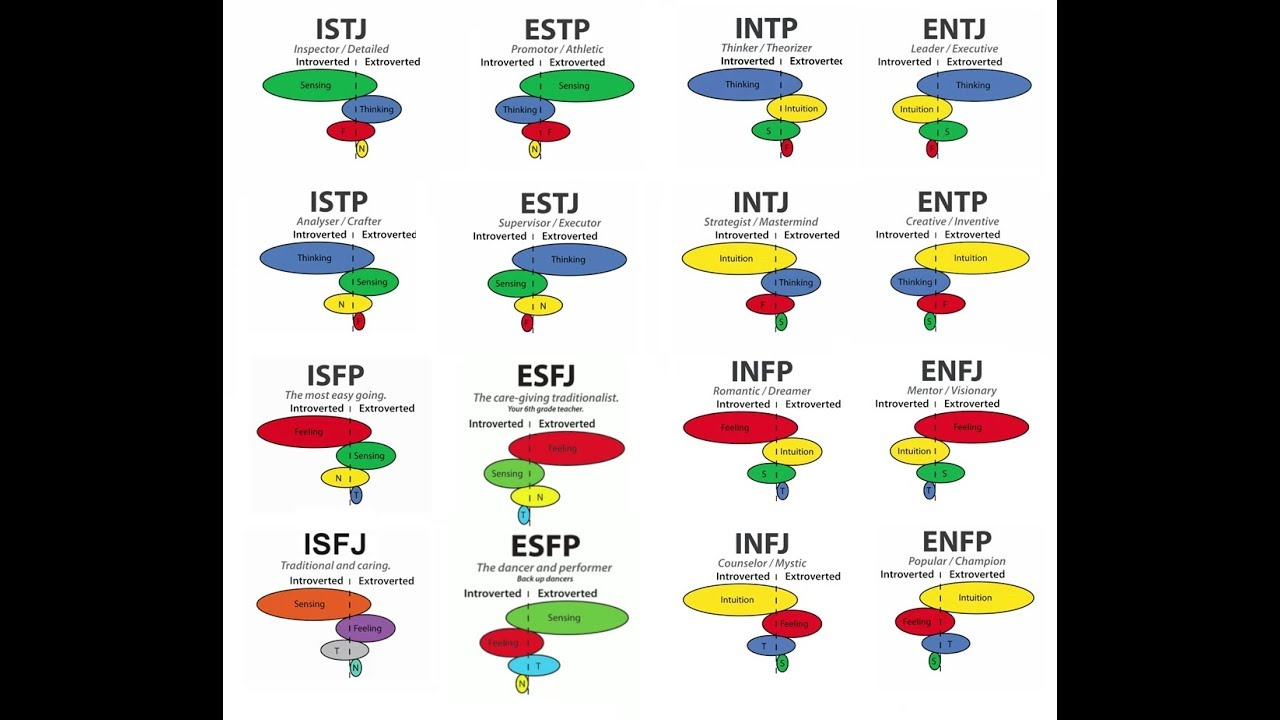 ISTJ
Inspector / Detailed
Introverted Extroverted
Sensing
Thinking
F
N
ESTP
Promotor / Athletic
Introverted Extroverted
Sensing
Thinking
F
N
INTP
Thinker / Theorizer
Introverted Extroverted
Thinking
Intuition
S
F
ENTJ
Leader / Executive
Introverted Extroverted
Thinking
Intuition
S
F
ISTP
Analyser / Crafter
Introverted Extroverted
Thinking
Sensing
N
F
ESTJ
Supervisor / Executor
Introverted Extroverted
Thinking
Sensing
N
F
INTJ
Strategist / Mastermind
Introverted Extroverted
Intuition
Thinking
F
S
ENTP
Creative / Inventive
Introverted Extroverted
Intuition
Thinking
F
S
ISFP
The most easy going.
Introverted Extroverted
Feeling
Sensing
N
T
ESFJ
The care-giving traditionalist.
Your 6th grade teacher.
Introverted Extroverted
Feeling
Sensing
N
T
INFP
Romantic / Dreamer
Introverted Extroverted
Feeling
Intuition
S
T
ENFJ
Mentor / Visionary
Introverted Extroverted
Feeling
Intuition
S
T
ISFJ
Traditional and caring.
Introverted Extroverted
Sensing
Feeling
T
N
ESFP
The dancer and performer
Back up dancers
Introverted Extroverted
Sensing
Feeling
T
N
INFJ
Counselor / Mystic
Introverted Extroverted
Intuition
Feeling
T
S
ENFP
Popular / Champion
Introverted Extroverted
Intuition
Feeling
T
S